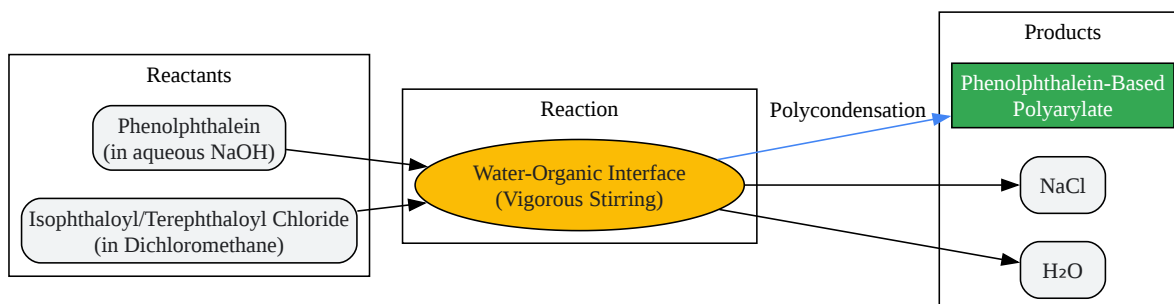 Reactants
Phenolphthalein
(in aqueous NaOH)
Isophthaloyl/Terephthaloyl Chloride
(in Dichloromethane)
Reaction
Water-Organic Interface
(Vigorous Stirring)
Polycondensation
Products
Phenolphthalein-Based
Polyarylate
NaCl
H₂O